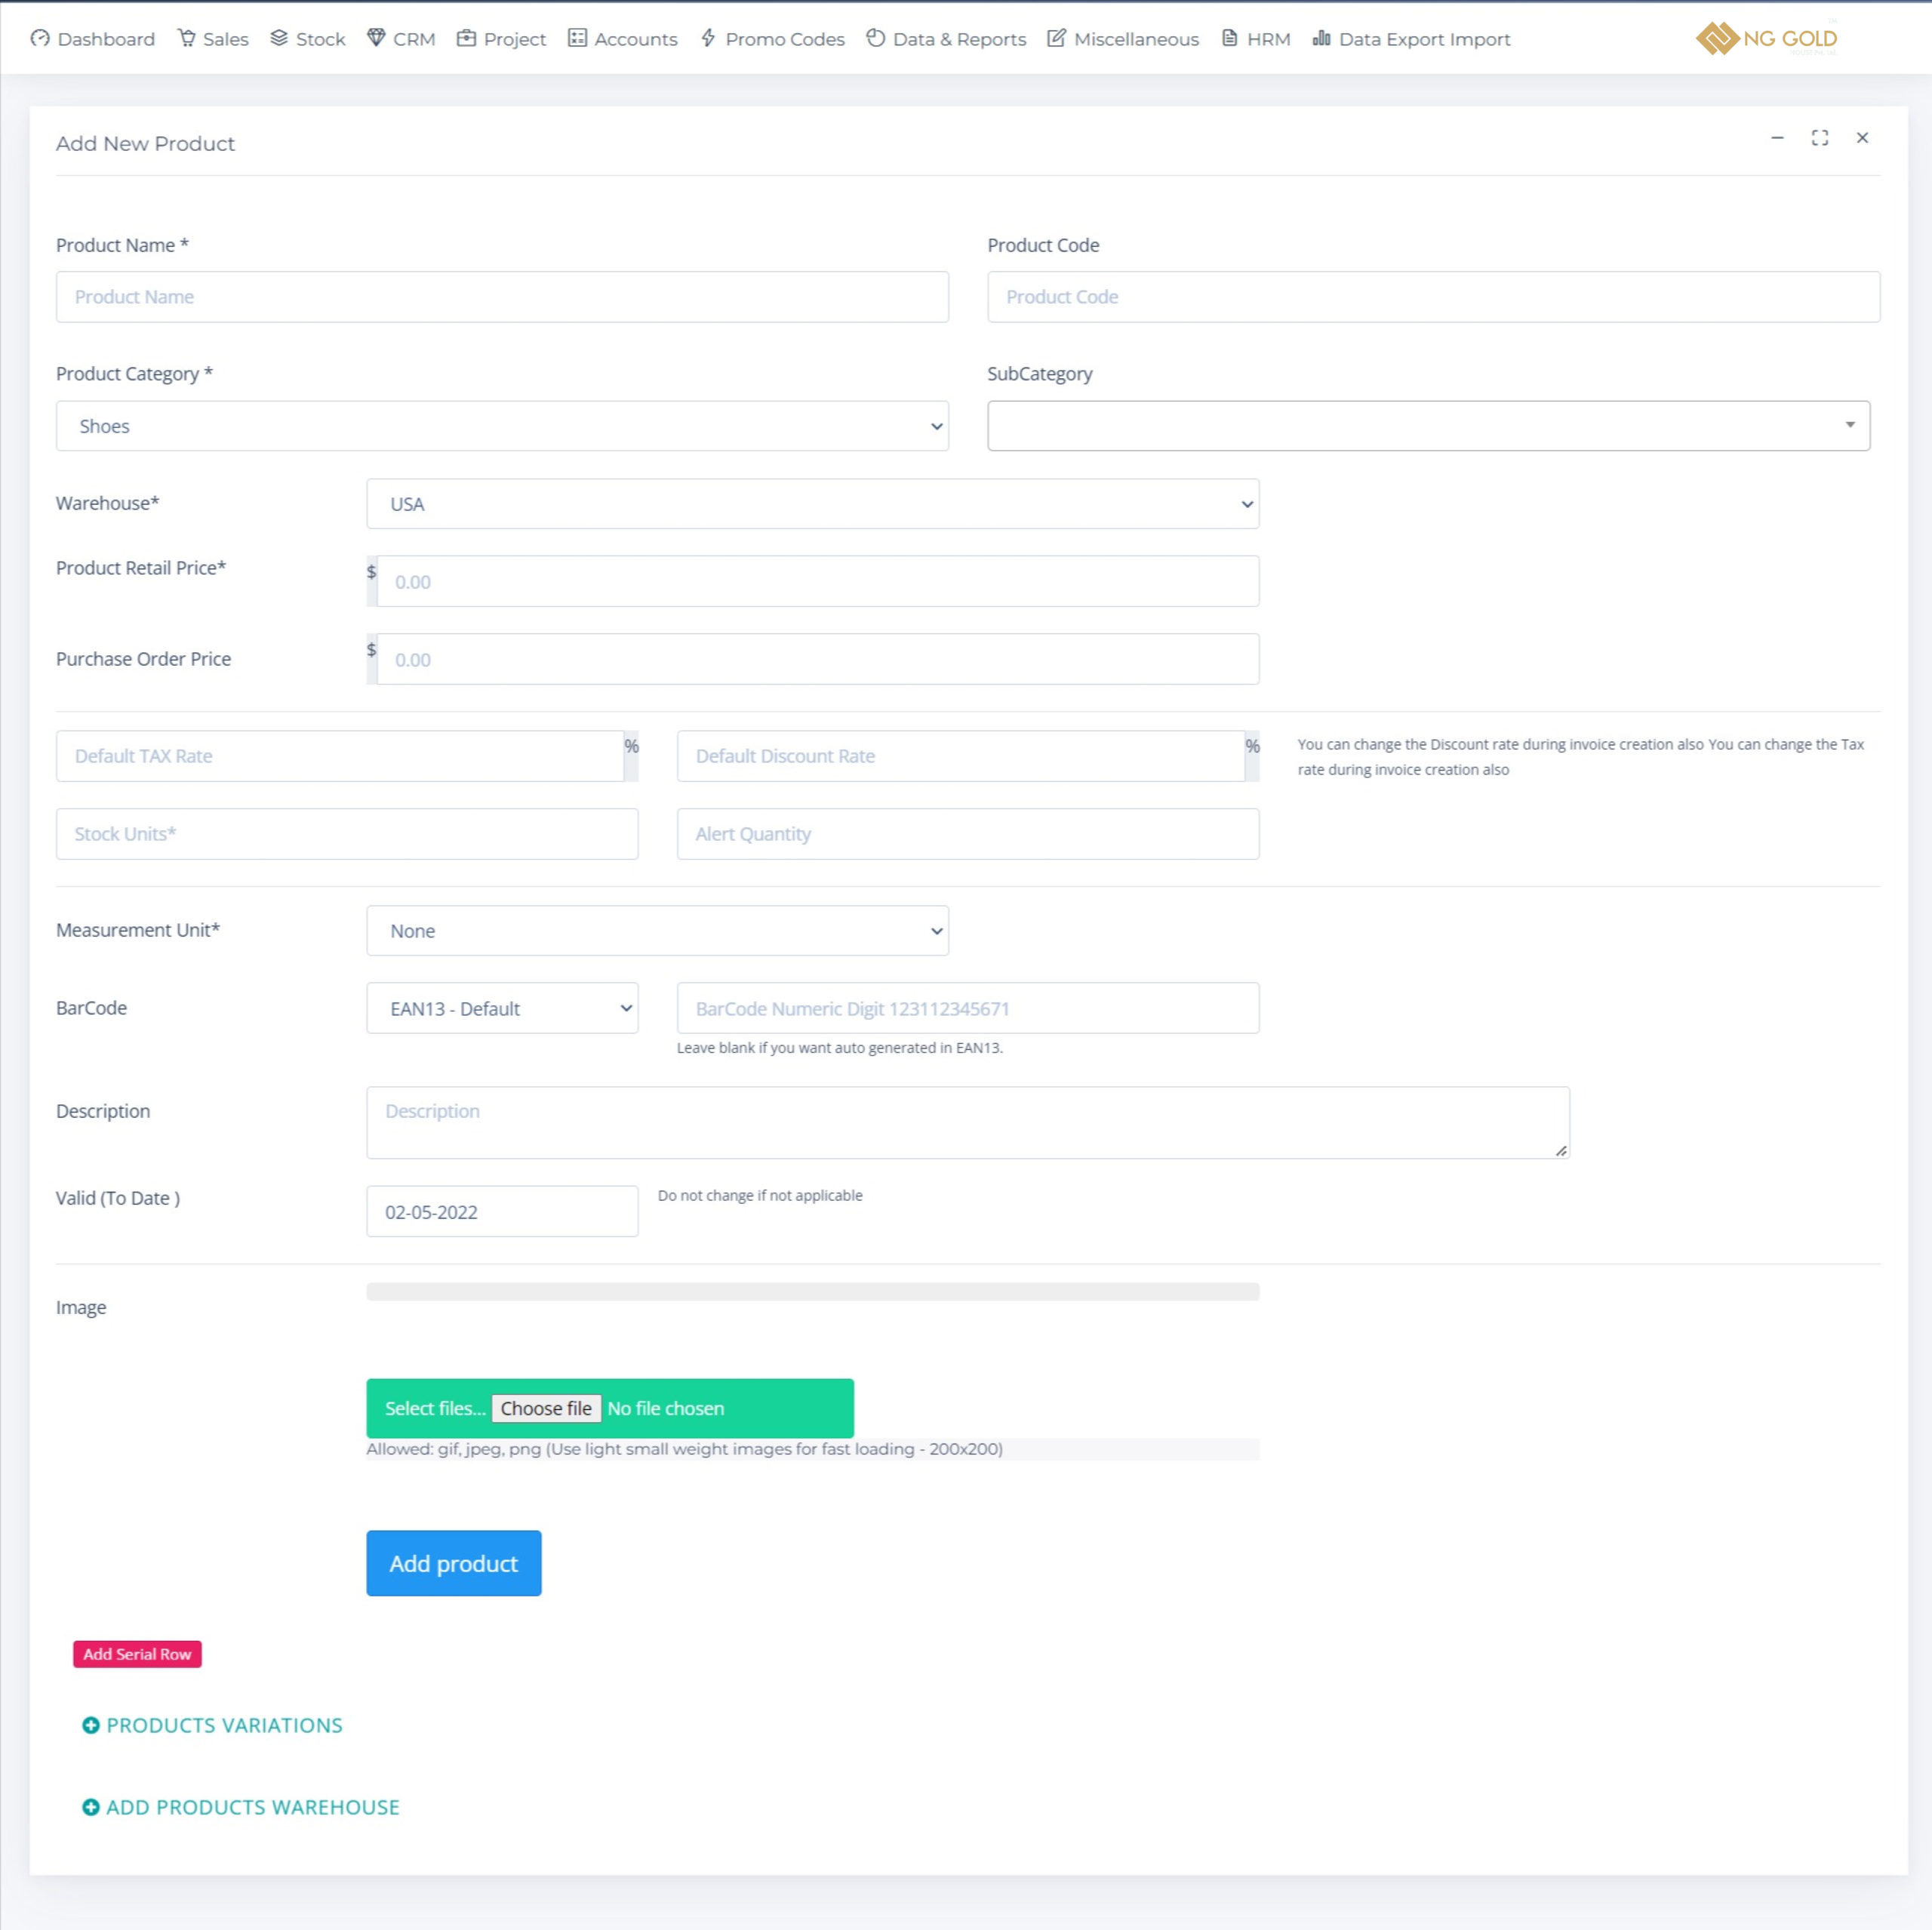 Dashboard Sales Stock CRM Project Accounts Promo Codes Data & Reports Miscellaneous HRM Data Export Import NG GOLD
Add New Product
Product Name * Product Code
Product Name Product Code
Product Category * SubCategory
Shoes
Warehouse* USA
Product Retail Price* $ 0.00
Purchase Order Price $ 0.00
Default TAX Rate % Default Discount Rate % You can change the Discount rate during invoice creation also You can change the Tax
rate during invoice creation also
Stock Units* Alert Quantity
Measurement Unit* None
BarCode EAN13 - Default BarCode Numeric Digit 123112345671
Leave blank if you want auto generated in EAN13.
Description Description
Valid (To Date ) 02-05-2022 Do not change if not applicable
Image
Select files... Choose file No file chosen
Allowed: gif, jpeg, png (Use light small weight images for fast loading - 200x200)
Add product
Add Serial Row
PRODUCTS VARIATIONS
ADD PRODUCTS WAREHOUSE